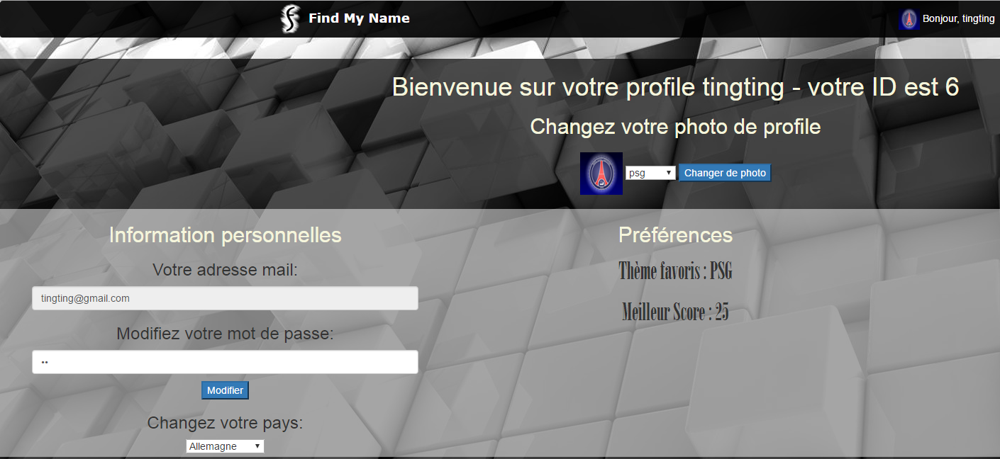 Find My Name
Bonjour, tingting
Bienvenue sur votre profile tingting - votre ID est 6
Changez votre photo de profile
psg
Changer de photo
Information personnelles
Votre adresse mail:
tingting@gmail.com
Modifiez votre mot de passe:
••
Modifier
Changez votre pays:
Allemagne
Préférences
Thème favoris : PSG
Meilleur Score : 25